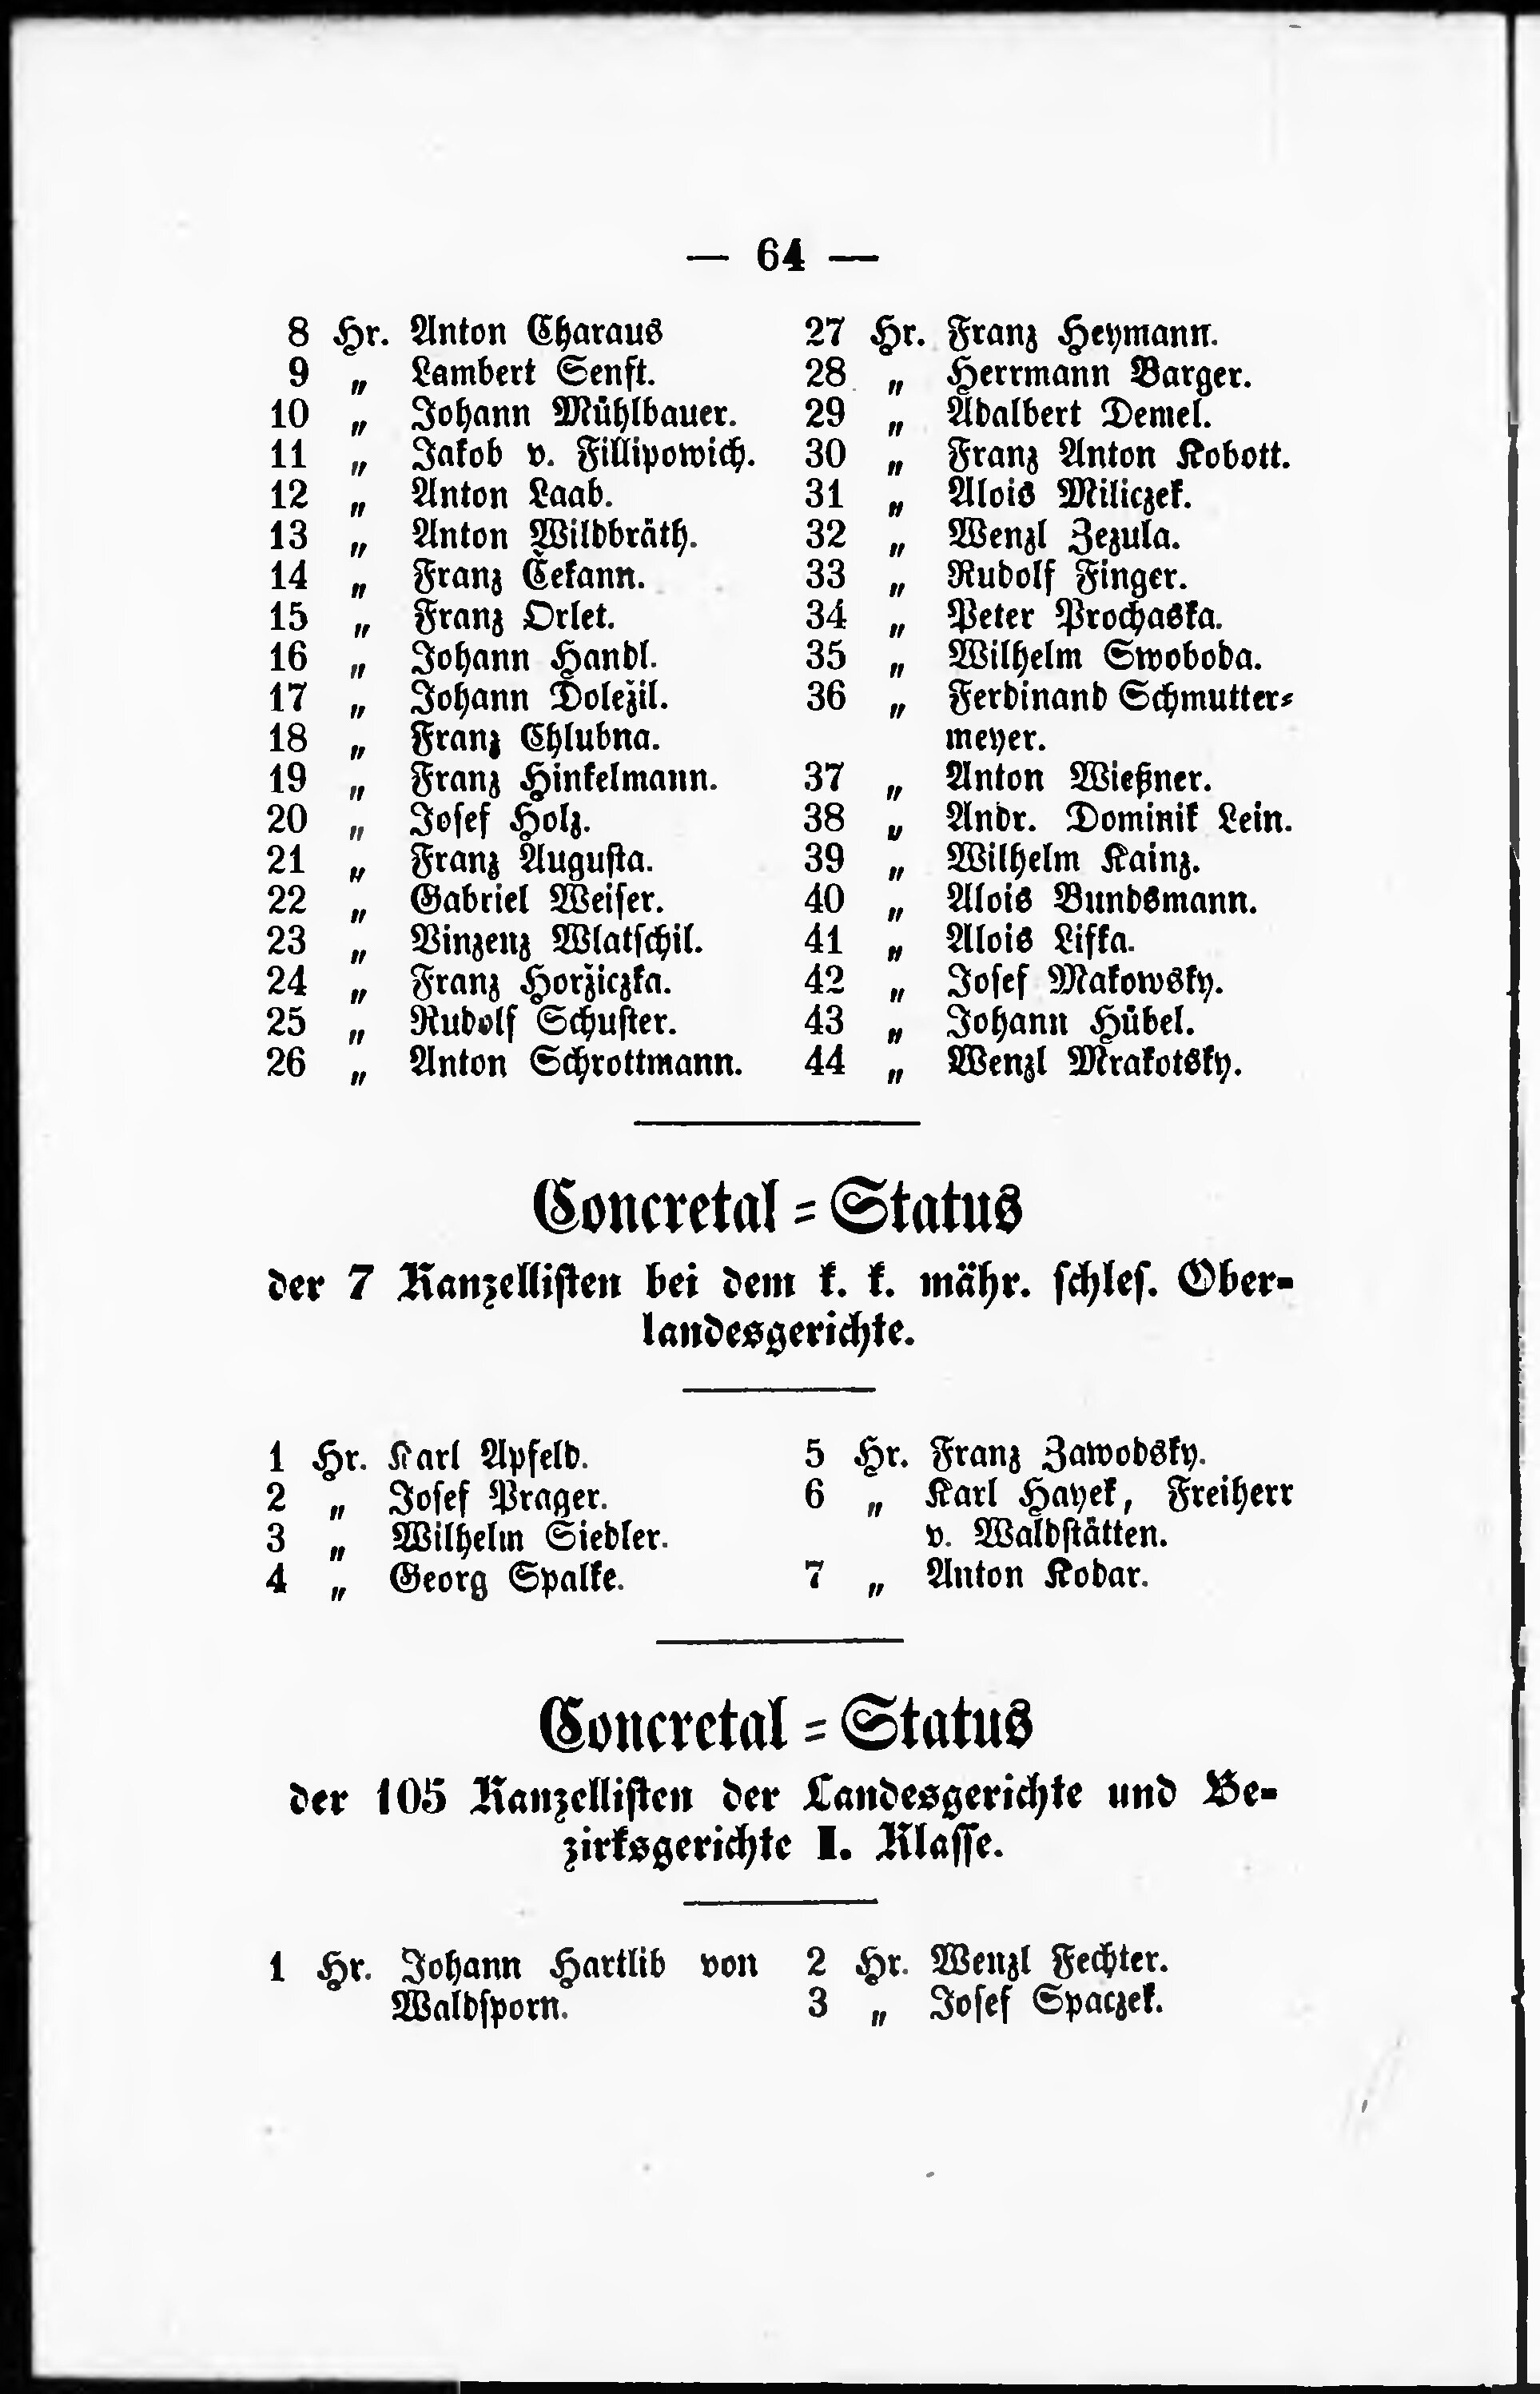 — 64 —
8 Hr. Anton Charaus
9 „ Lambert Senft.
10 „ Johann Mühlbauer.
11 „ Jakob v. Fillipowich.
12 „ Anton Laab.
13 „ Anton Wildbräth.
14 „ Franz Čekann.
15 „ Franz Orlet.
16 „ Johann Handl.
17 „ Johann Doležil.
18 „ Franz Chlubna.
19 „ Franz Hinkelmann.
20 „ Josef Holz.
21 „ Franz Augusta.
22 „ Gabriel Weiser.
23 „ Vinzenz Wlatschil.
24 „ Franz Horžiczka.
25 „ Rudolf Schuster.
26 „ Anton Schrottmann.
27 Hr. Franz Heymann.
28 „ Herrmann Barger.
29 „ Adalbert Demel.
30 „ Franz Anton Kobott.
31 „ Alois Miliczek.
32 „ Wenzl Zezula.
33 „ Rudolf Finger.
34 „ Peter Prochaska.
35 „ Wilhelm Swoboda.
36 „ Ferdinand Schmutter-
meyer.
37 „ Anton Wießner.
38 „ Andr. Dominik Lein.
39 „ Wilhelm Kainz.
40 „ Alois Bundsmann.
41 „ Alois Liffa.
42 „ Josef Makowsky.
43 „ Johann Hübel.
44 „ Wenzl Mrakotsky.
Concretal-Status
der 7 Kanzellisten bei dem k. k. mähr. schles. Ober-
landesgerichte.
1 Hr. Karl Apfeld.
2 „ Josef Prager.
3 „ Wilhelm Siebler.
4 „ Georg Spalke.
5 Hr. Franz Zawodsky.
6 „ Karl Hayek, Freiherr
v. Waldstätten.
7 „ Anton Kodar.
Concretal-Status
der 105 Kanzellisten der Landesgerichte und Be-
zirksgerichte I. Klasse.
1 Hr. Johann Hartlib von
Waldsporn.
2 Hr. Wenzl Fechter.
3 „ Josef Spaczek.